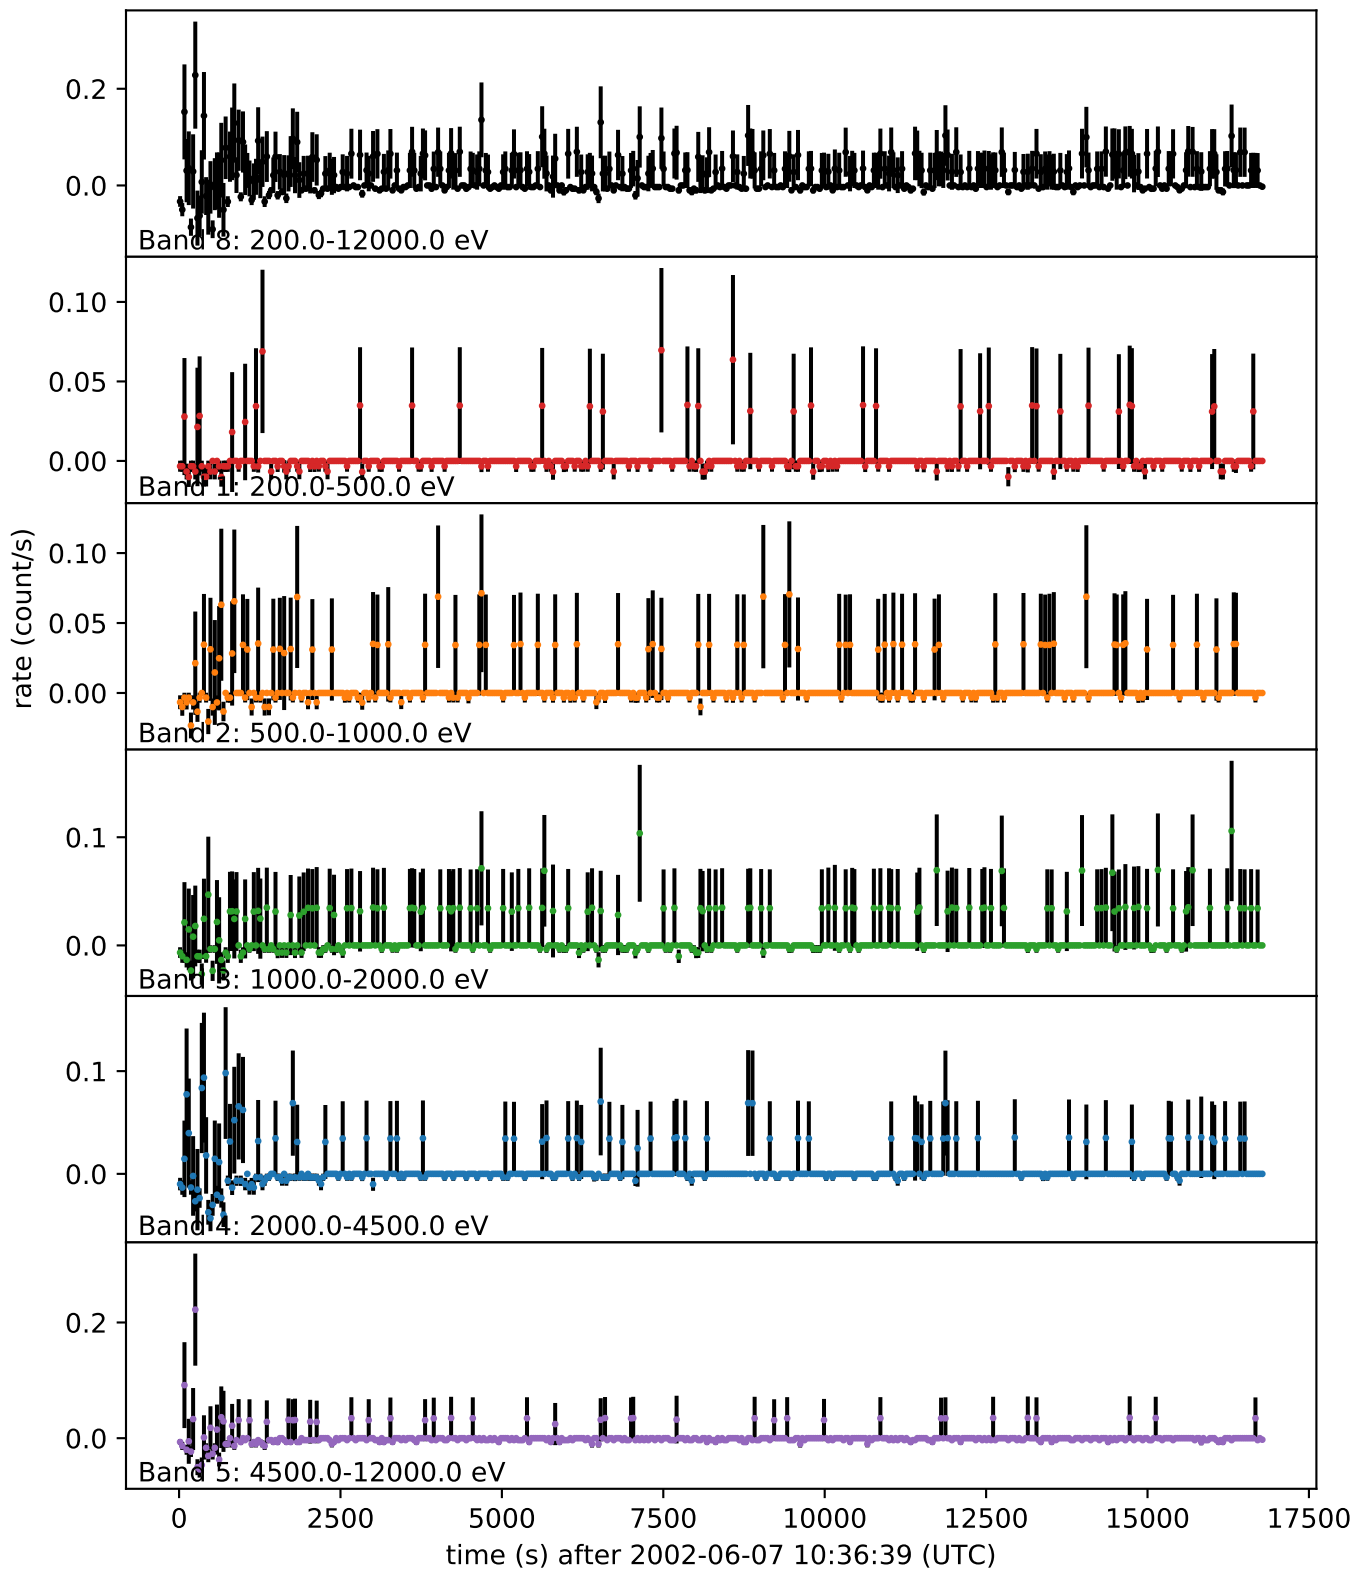 0.2
0.0
Band 8: 200.0-12000.0 eV
0.10
0.05
0.00
Band 1: 200.0-500.0 eV
rate (count/s)
0.10
0.05
0.00
Band 2: 500.0-1000.0 eV
0.1
0.0
Band 3: 1000.0-2000.0 eV
0.1
0.0
Band 4: 2000.0-4500.0 eV
0.2
0.0
Band 5: 4500.0-12000.0 eV
0 2500 5000 7500 10000 12500 15000 17500
time (s) after 2002-06-07 10:36:39 (UTC)